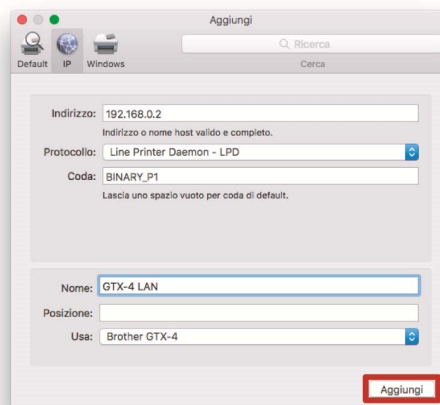 Aggiungi
Ricerca
Default IP Windows
Cerca
Indirizzo: 192.168.0.2
Indirizzo o nome host valido e completo.
Protocollo: Line Printer Daemon - LPD
Coda: BINARY_P1
Lascia uno spazio vuoto per coda di default.
Nome: GTX-4 LAN
Posizione:
Usa: Brother GTX-4
Aggiungi